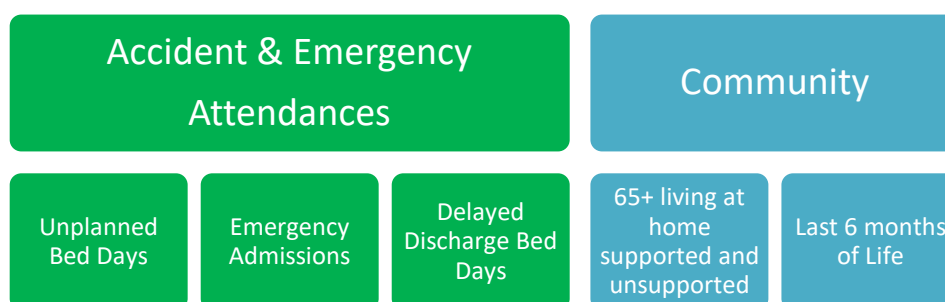 Accident & Emergency
Attendances
Community
Unplanned
Bed Days
Emergency
Admissions
Delayed
Discharge Bed
Days
65+ living at
home
supported and
unsupported
Last 6 months
of Life